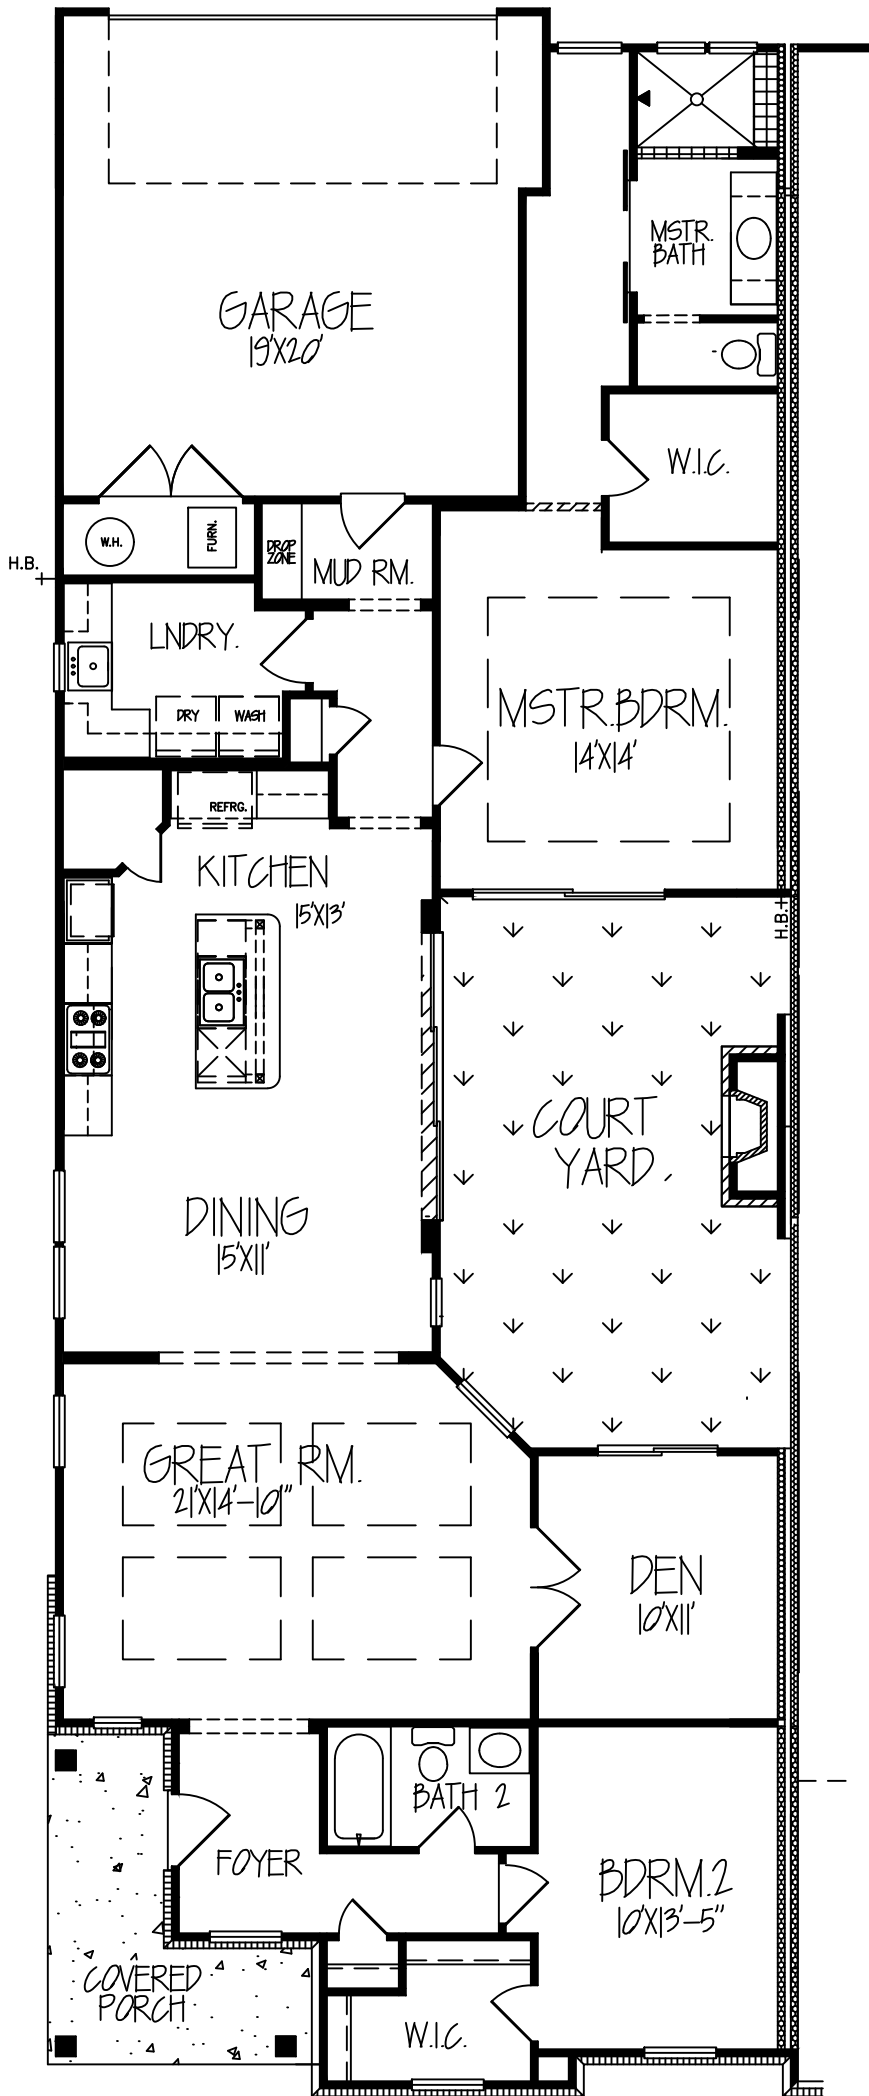 MSTR.
BATH
GARAGE
19'X20'
W.I.C.
W.H.
FURN.
DROP
ZONE
MUD RM.
H.B.
LNDRY.
DRY
WASH
MSTR.BDRM.
14'X14'
REFRG.
KITCHEN
15'X13'
H.B.
COURT
YARD
DINING
15'X11'
GREAT RM.
21'X14'-10"
DEN
10'X11'
BATH 2
FOYER
BDRM.2
10'X13'-5"
COVERED
PORCH
W.I.C.